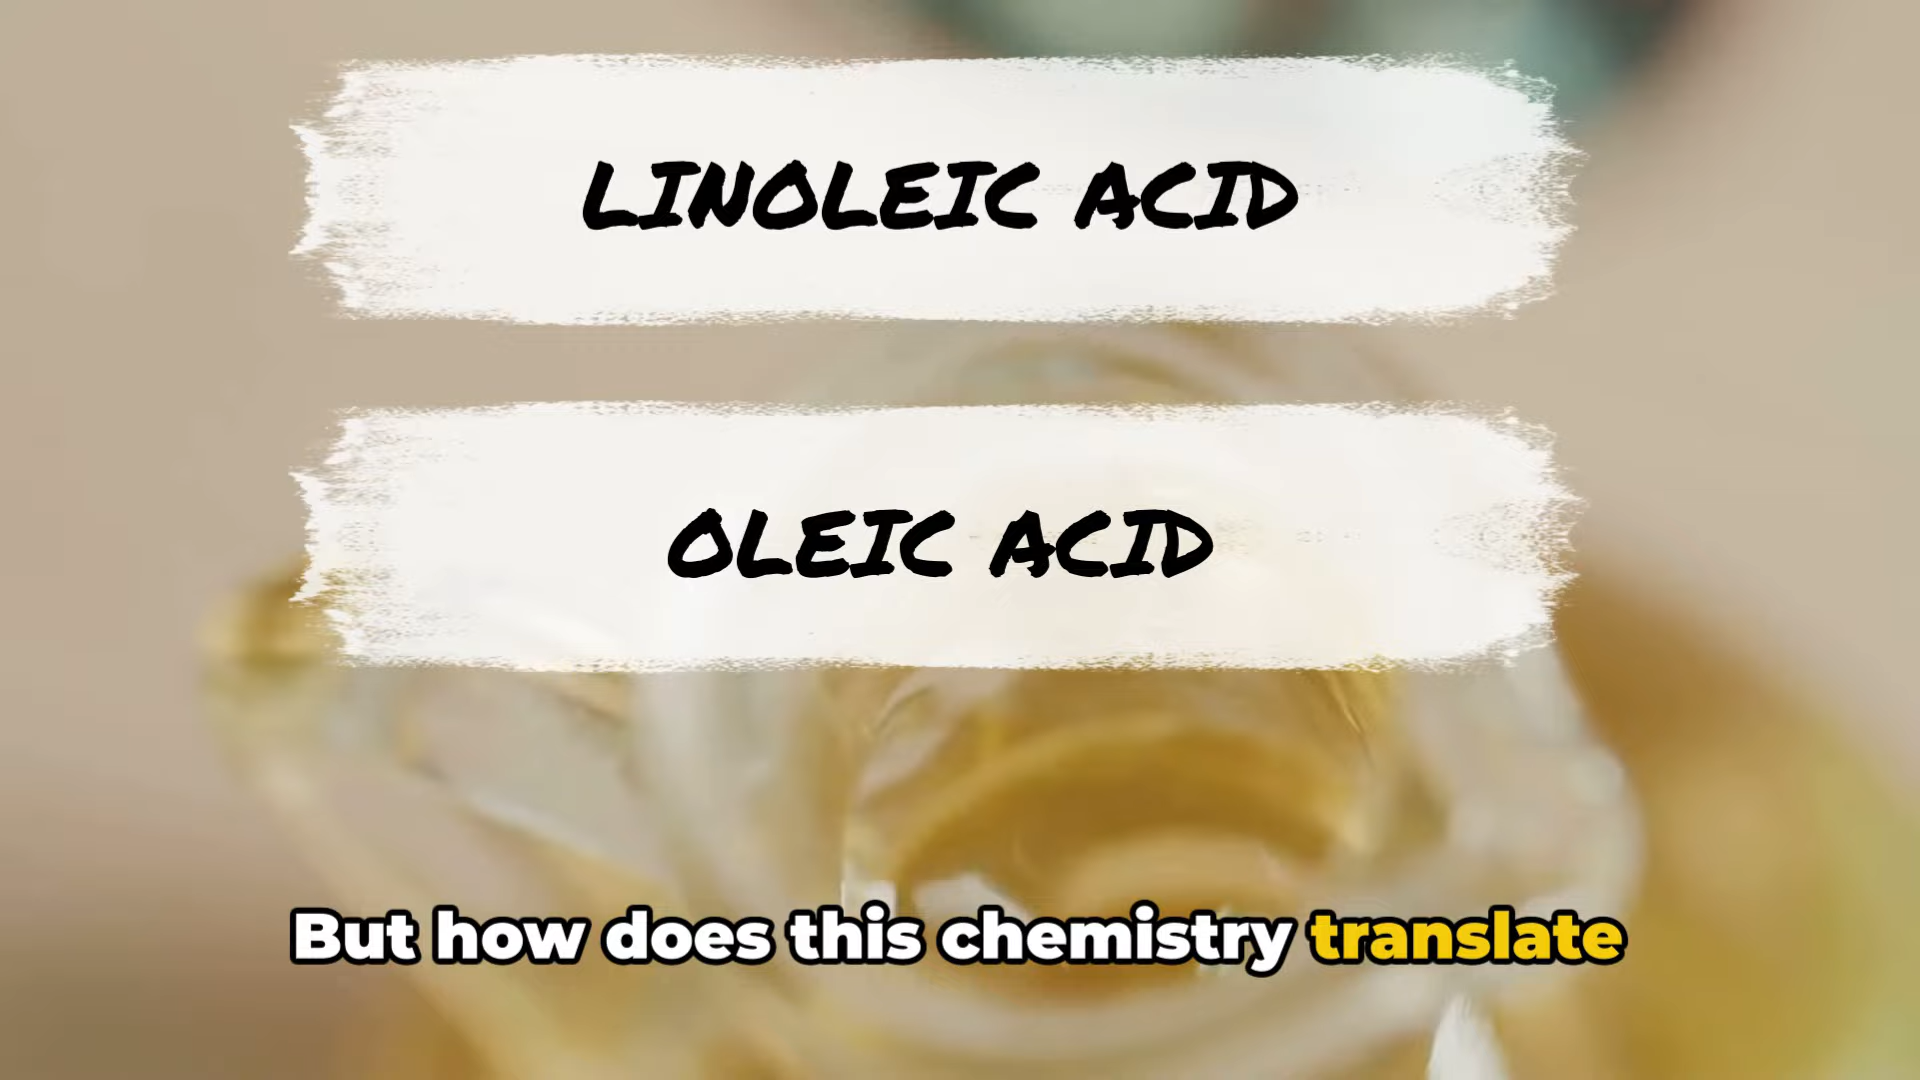 LINOLEIC ACID
OLEIC ACID
But how does this chemistry translate